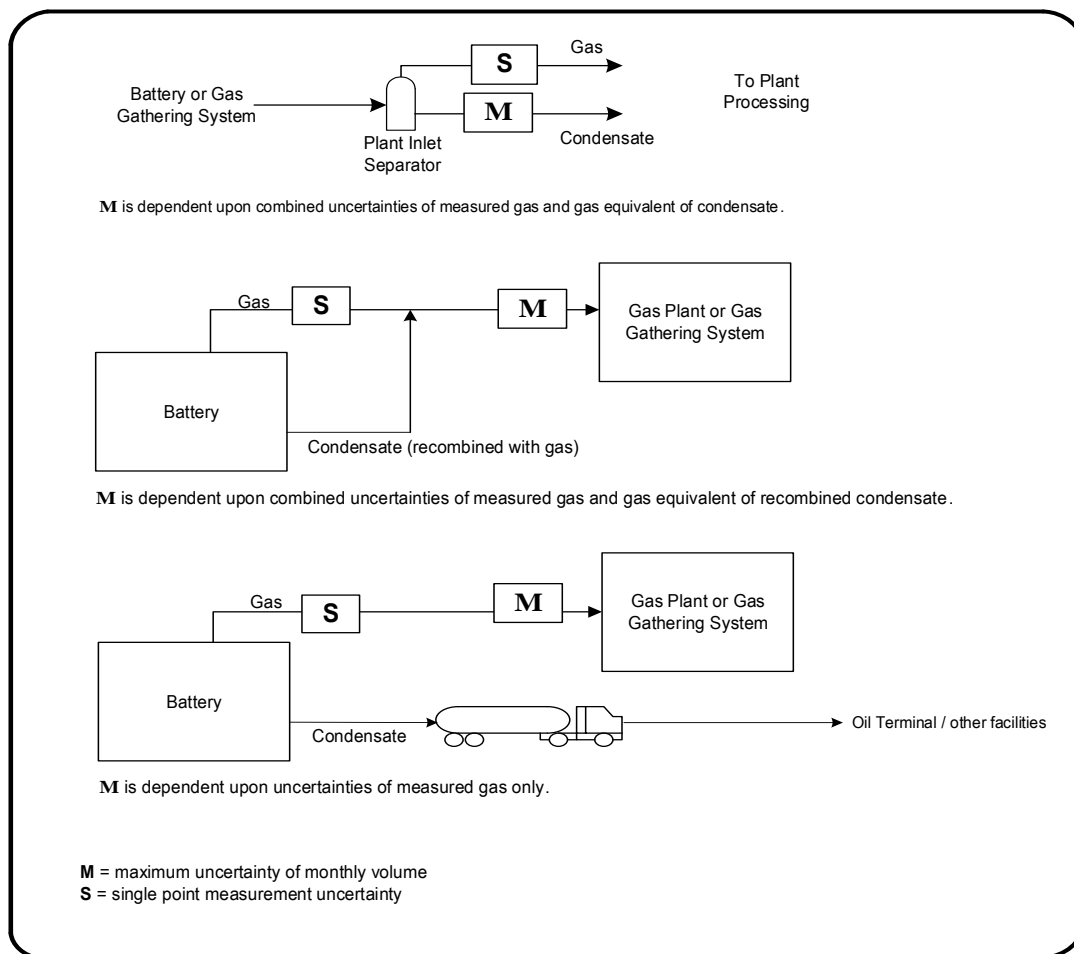 Gas
S
Battery or Gas
Gathering System
M
To Plant
Processing
Plant Inlet
Separator
Condensate
M is dependent upon combined uncertainties of measured gas and gas equivalent of condensate.
Gas
S
M
Gas Plant or Gas
Gathering System
Battery
Condensate (recombined with gas)
M is dependent upon combined uncertainties of measured gas and gas equivalent of recombined condensate.
Gas
S
M
Gas Plant or Gas
Gathering System
Battery
Condensate
Oil Terminal / other facilities
M is dependent upon uncertainties of measured gas only.
M = maximum uncertainty of monthly volume
S = single point measurement uncertainty